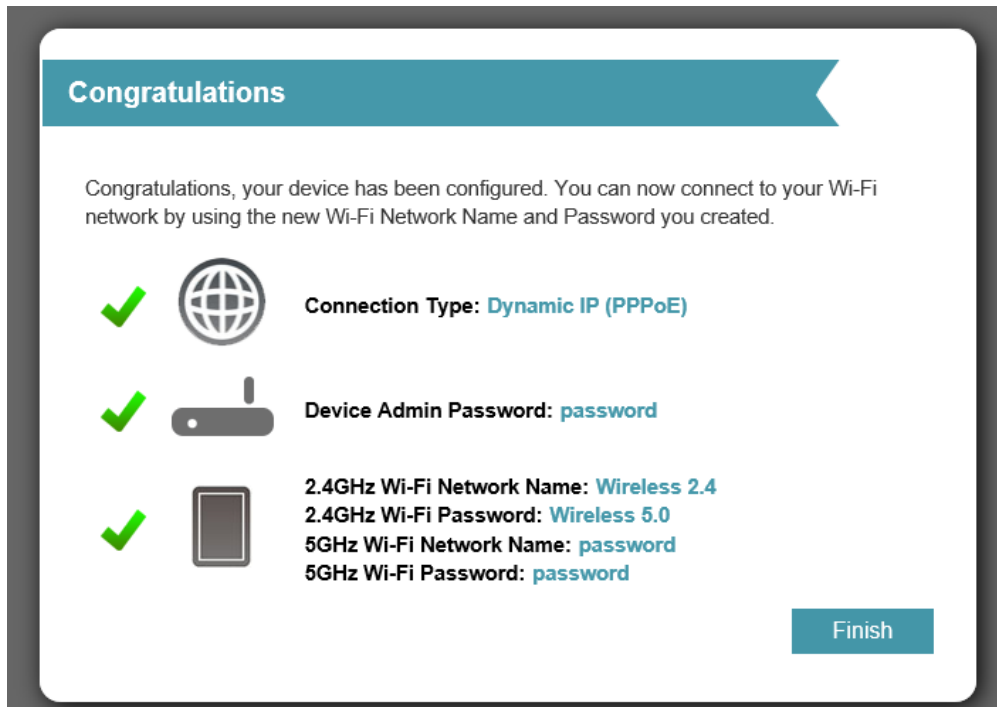 Congratulations
Congratulations, your device has been configured. You can now connect to your Wi-Fi
network by using the new Wi-Fi Network Name and Password you created.
Connection Type: Dynamic IP (PPPoE)
Device Admin Password: password
2.4GHz Wi-Fi Network Name: Wireless 2.4
2.4GHz Wi-Fi Password: Wireless 5.0
5GHz Wi-Fi Network Name: password
5GHz Wi-Fi Password: password
Finish